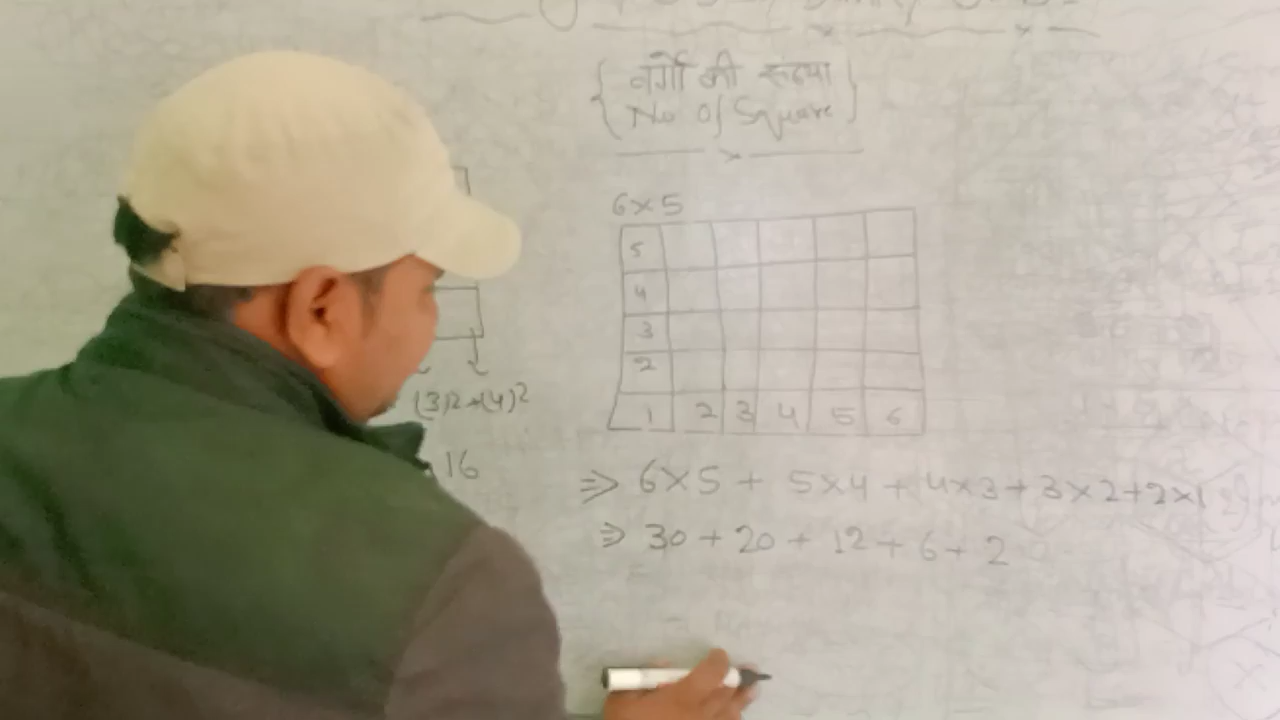 वर्गो की संख्या
No of Square
6×5
5
4
3
2
1 2 3 4 5 6
(3)2+(4)2
16
⇒ 6×5 + 5×4 + 4×3 + 3×2 + 2×1
⇒ 30 + 20 + 12 + 6 + 2